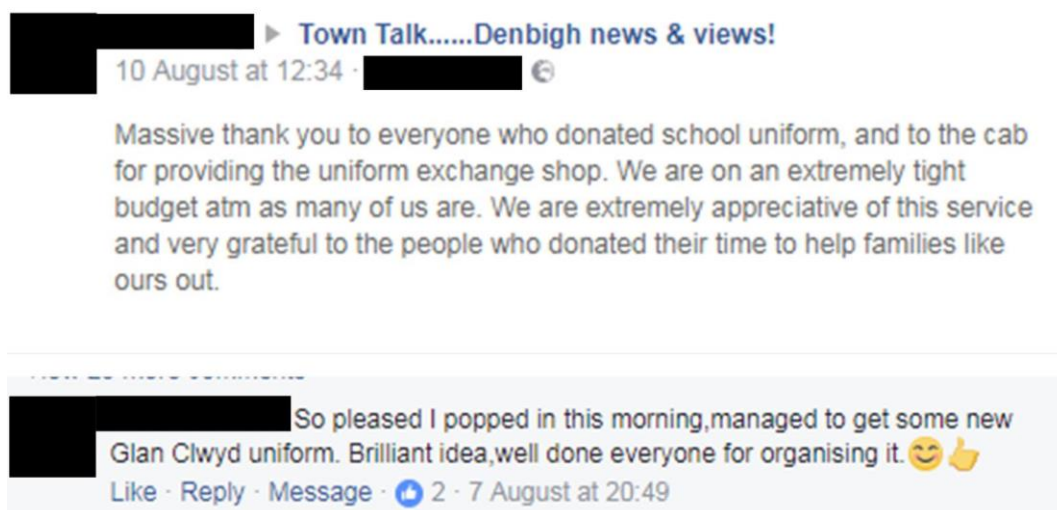 Town Talk......Denbigh news & views!
10 August at 12:34 ·
Massive thank you to everyone who donated school uniform, and to the cab
for providing the uniform exchange shop. We are on an extremely tight
budget atm as many of us are. We are extremely appreciative of this service
and very grateful to the people who donated their time to help families like
ours out.
So pleased I popped in this morning,managed to get some new
Glan Clwyd uniform. Brilliant idea,well done everyone for organising it.😊👍
Like · Reply · Message · 2 · 7 August at 20:49